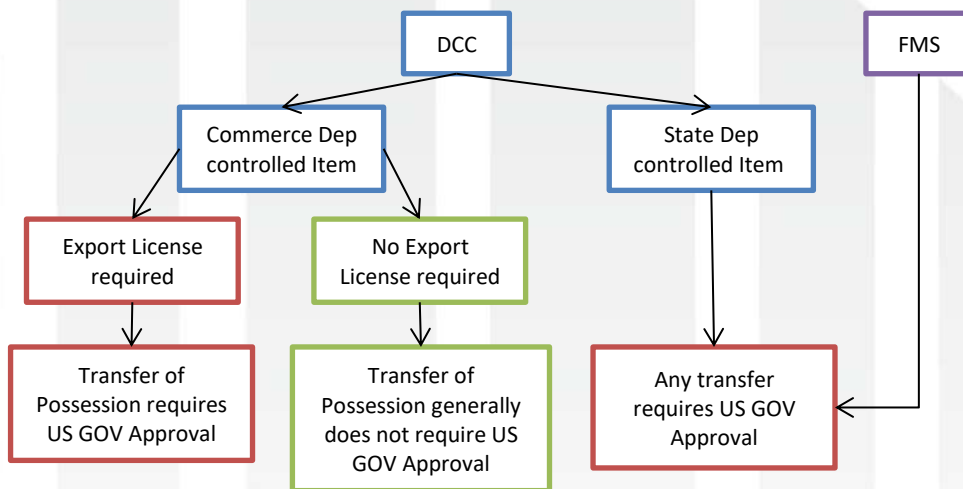 DCC
FMS
Commerce Dep
controlled Item
State Dep
controlled Item
Export License
required
No Export
License required
Transfer of
Possession requires
US GOV Approval
Transfer of
Possession generally
does not require US
GOV Approval
Any transfer
requires US GOV
Approval